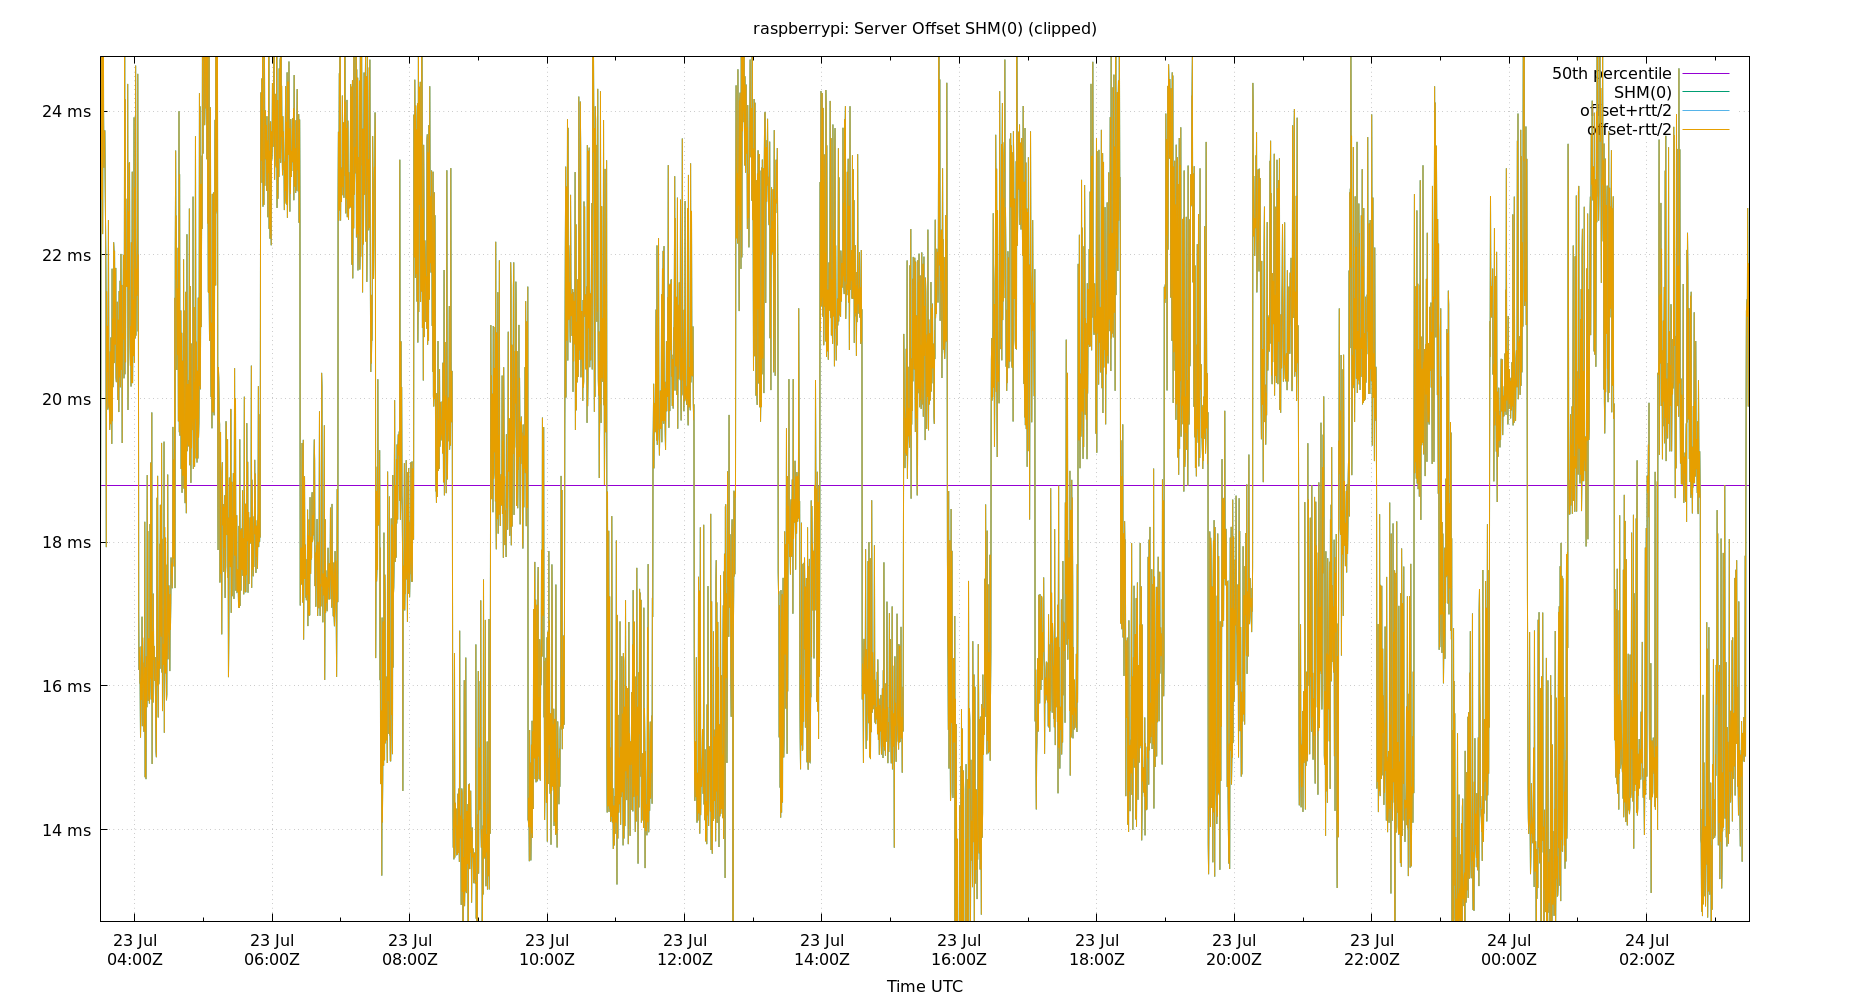 raspberrypi: Server Offset SHM(0) (clipped)
50th percentile
SHM(0)
offset+rtt/2
offset-rtt/2
24 ms
22 ms
20 ms
18 ms
16 ms
14 ms
23 Jul 23 Jul 23 Jul 23 Jul 23 Jul 23 Jul 23 Jul 23 Jul 23 Jul 23 Jul 24 Jul 24 Jul
04:00Z 06:00Z 08:00Z 10:00Z 12:00Z 14:00Z 16:00Z 18:00Z 20:00Z 22:00Z 00:00Z 02:00Z
Time UTC